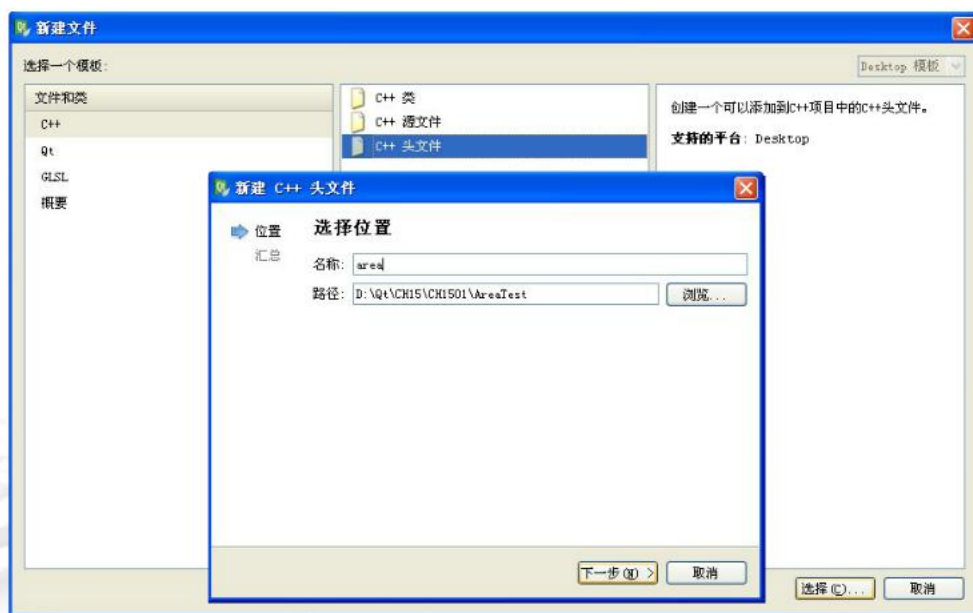 新建文件
选择一个模板:
Desktop 模板
文件和类
C++
Qt
GLSL
概要
C++ 类
C++ 源文件
C++ 头文件
创建一个可以添加到C++项目中的C++头文件。
支持的平台: Desktop
新建 C++ 头文件
位置
汇总
选择位置
名称: area
路径: D:\Qt\CH15\CH1501\AreaTest
浏览...
下一步(N) >
取消
选择(C)...
取消